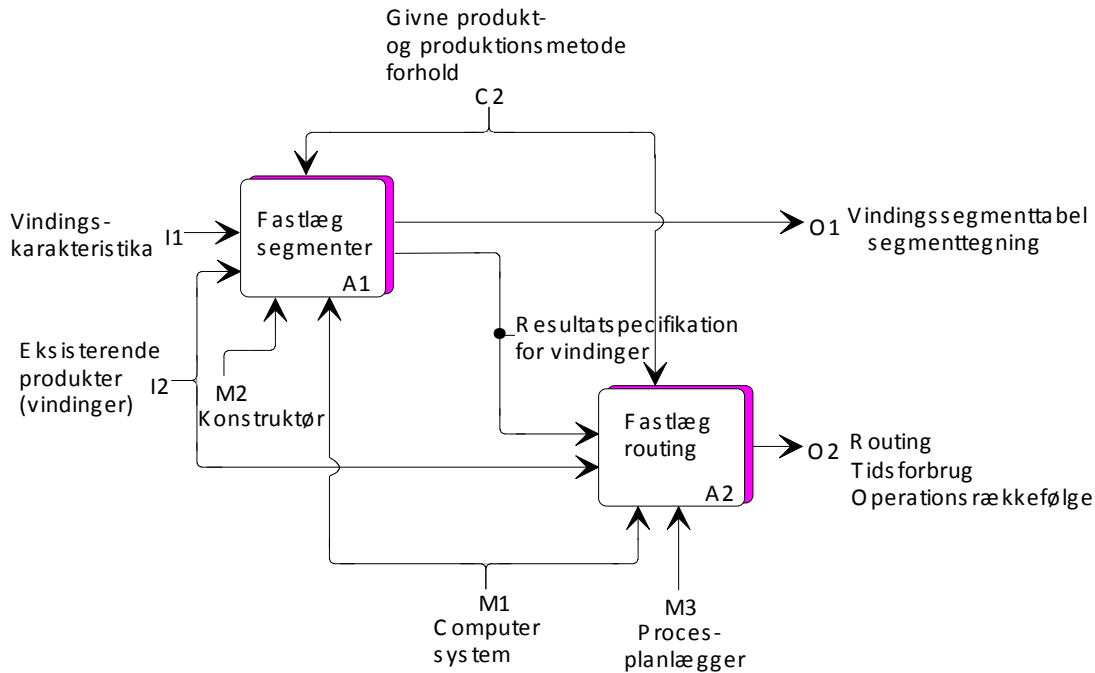 Givne produkt-
og produktionsmetode
forhold
C2
Fastlæg
segmenter
A1
Vindings-
karakteristika
I1
O1
Vindingssegmenttabel
segmenttegning
Resultatspecifikation
for vindinger
Eksisterende
produkter
(vindinger)
I2
M2
Konstruktør
Fastlæg
routing
A2
O2
Routing
Tidsforbrug
Operationsrækkefølge
M1
Computer
system
M3
Proces-
planlægger